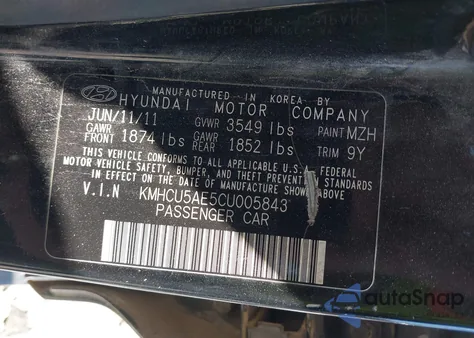 MANUFACTURED IN KOREA BY
HYUNDAI MOTOR COMPANY
JUN/11/11 GVWR 3549 lbs PAINT MZH
GAWR FRONT 1874 lbs GAWR REAR 1852 lbs TRIM 9Y
THIS VEHICLE CONFORMS TO ALL APPLICABLE U.S. FEDERAL
MOTOR VEHICLE SAFETY, BUMPER, AND THEFT PREVENTION
STANDARDS IN EFFECT ON THE DATE OF MANUFACTURE SHOWN ABOVE.
V.I.N KMHCU5AE5CU005843
PASSENGER CAR
autoSnap